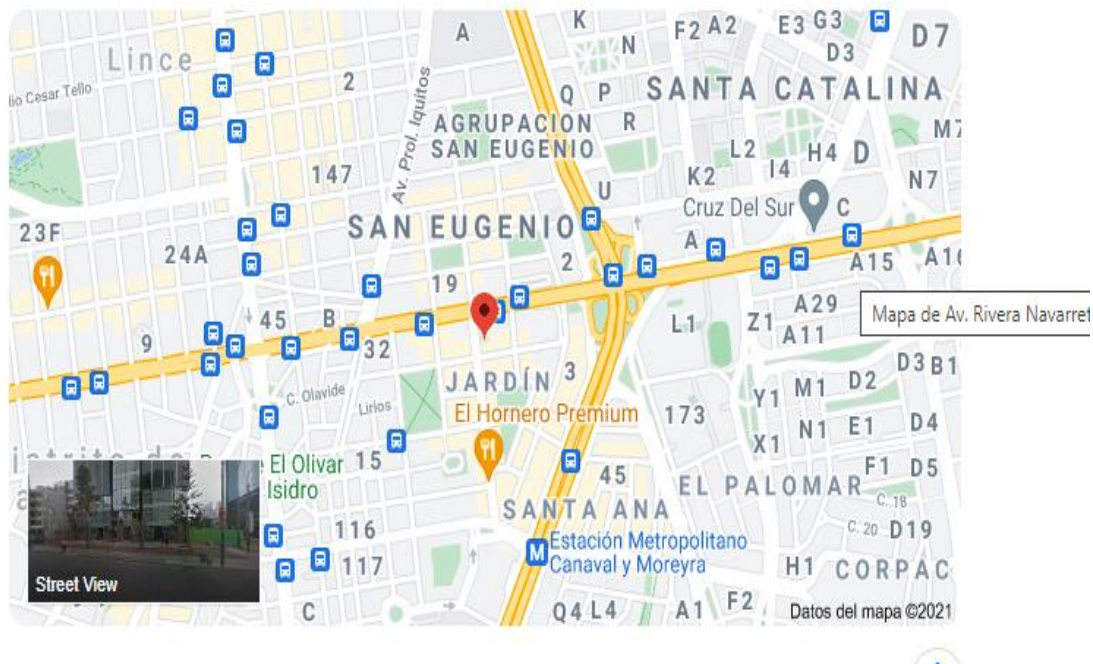 K
A
N
F2 A2
E3 G3
D3
D7
Lince
2
Cesar Tello
Av. Prol. Iquitos
Q P
SANTA CATALINA
AGRUPACION
SAN EUGENIO
R
M7
L2
I4
H4 D
147
U
K2
N7
Cruz Del Sur
C
23F
SAN EUGENIO
24A
2
A
A15
19
A29
Mapa de Av. Rivera Navarret
45
B
L1
Z1
A11
9
32
JARDÍN
3
D3 B1
C. Olavide
Lirios
El Hornero Premium
173
Y1
M1
D2
N1
E1
D4
X1
El Olivar
Isidro
15
45
F1
D5
EL PALOMAR
C. 18
SANTA ANA
116
C. 20
D19
Estación Metropolitano
Canaval y Moreyra
117
H1
CORPAC
Street View
C
Q4 L4
A1
F2
Datos del mapa ©2021